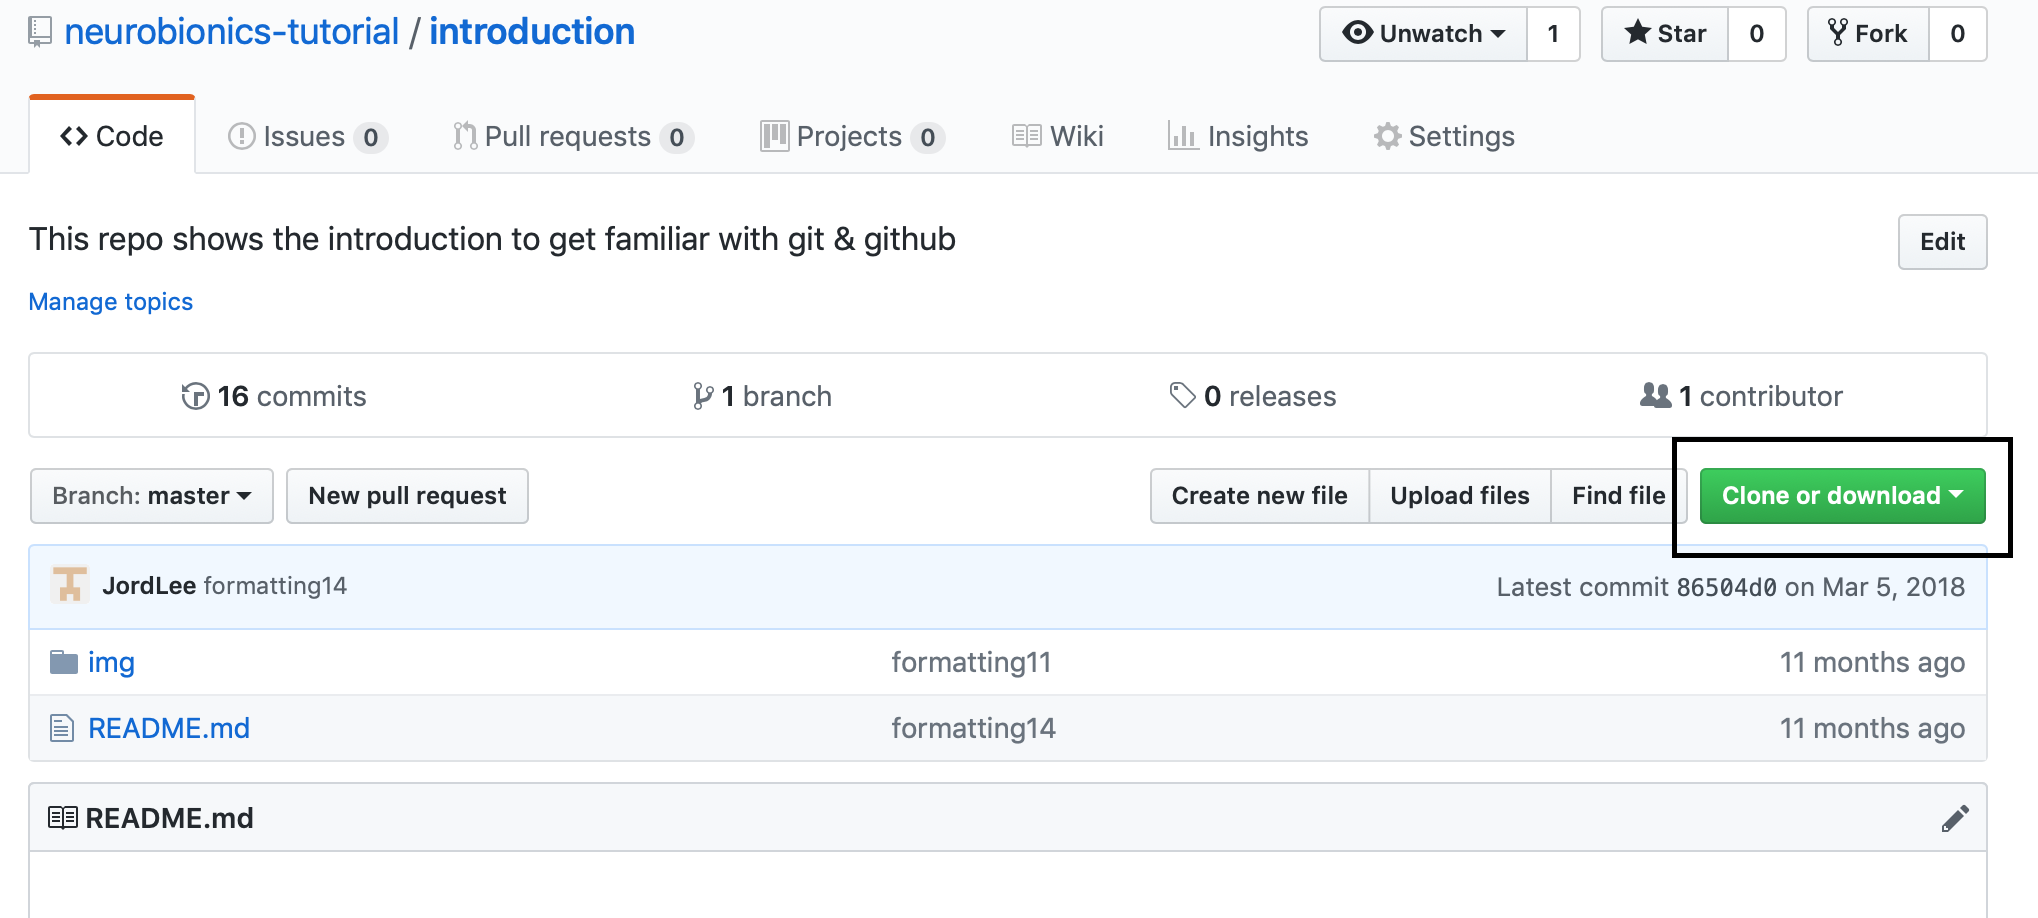 neurobionics-tutorial / introduction
Unwatch 1 Star 0 Fork 0
Code Issues 0 Pull requests 0 Projects 0 Wiki Insights Settings
This repo shows the introduction to get familiar with git & github
Edit
Manage topics
16 commits 1 branch 0 releases 1 contributor
Branch: master New pull request Create new file Upload files Find file Clone or download
JordLee formatting14 Latest commit 86504d0 on Mar 5, 2018
img formatting11 11 months ago
README.md formatting14 11 months ago
README.md